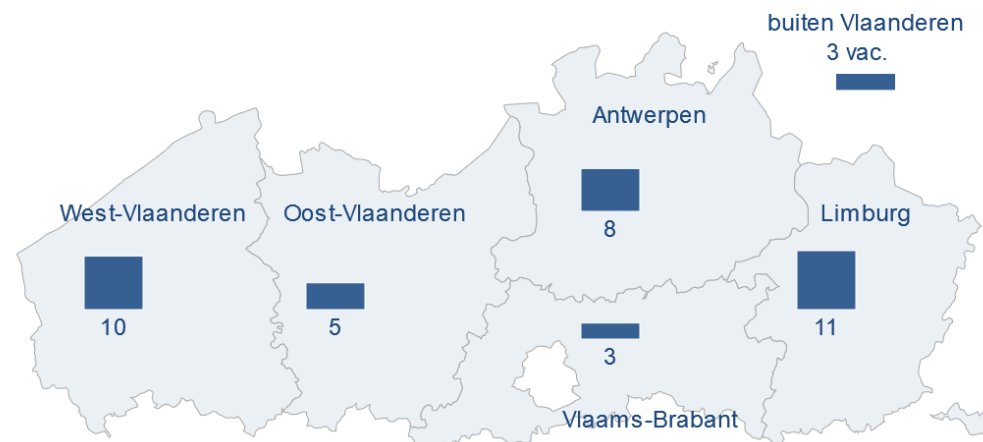 buiten Vlaanderen
3 vac.
Antwerpen
8
West-Vlaanderen
10
Oost-Vlaanderen
5
Limburg
11
3
Vlaams-Brabant